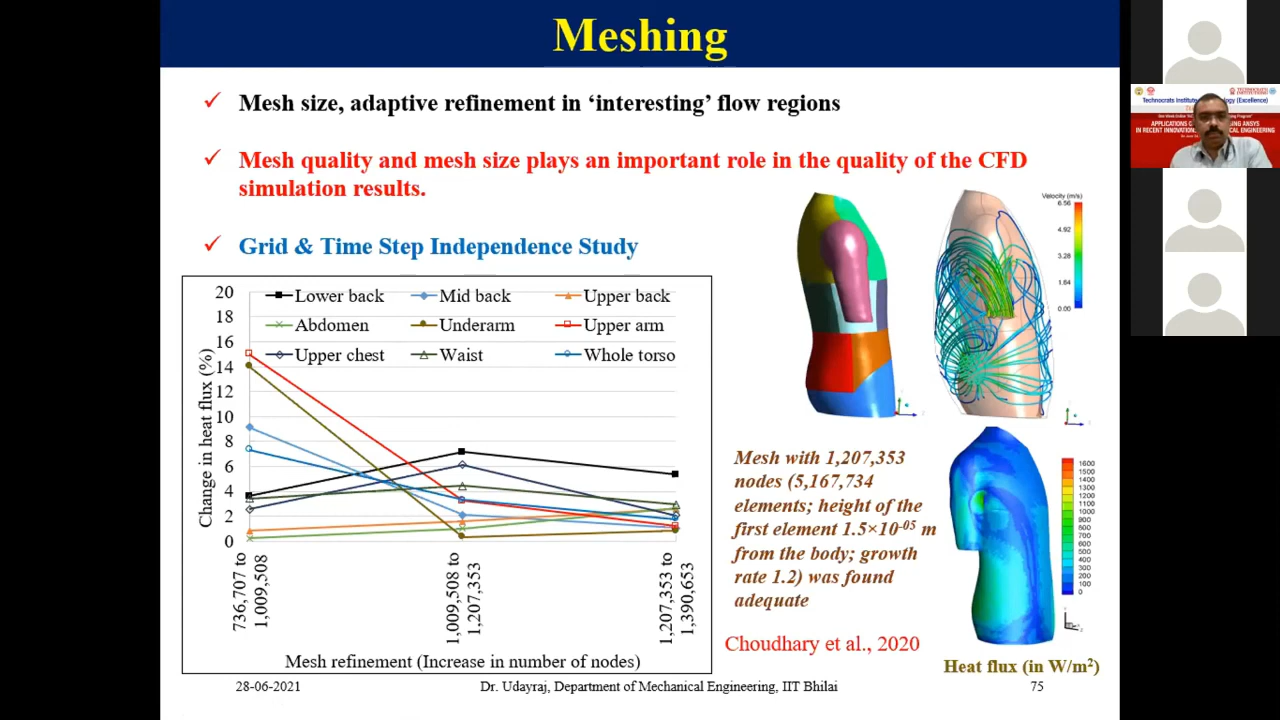 Meshing
✓ Mesh size, adaptive refinement in ‘interesting’ flow regions
✓ Mesh quality and mesh size plays an important role in the quality of the CFD
simulation results.
✓ Grid & Time Step Independence Study
20
18
16
14
12
10
8
6
4
2
0
Change in heat flux (%)
Lower back
Mid back
Upper back
Abdomen
Underarm
Upper arm
Upper chest
Waist
Whole torso
736,707 to
1,009,508
1,009,508 to
1,207,353
1,207,353 to
1,390,653
Mesh refinement (Increase in number of nodes)
Velocity (m/s)
6.56
4.92
3.28
1.64
0.00
Mesh with 1,207,353
nodes (5,167,734
elements; height of the
first element 1.5×10⁻⁰⁵ m
from the body; growth
rate 1.2) was found
adequate
Choudhary et al., 2020
1600
1300
1200
1100
1000
900
800
700
600
500
400
300
200
100
0
Heat flux (in W/m²)
28-06-2021
Dr. Udayraj, Department of Mechanical Engineering, IIT Bhilai
75
Technocrats Institute
(Excellence)
APPLICATIONS
ANSYS
IN RECENT
ENGINEERING